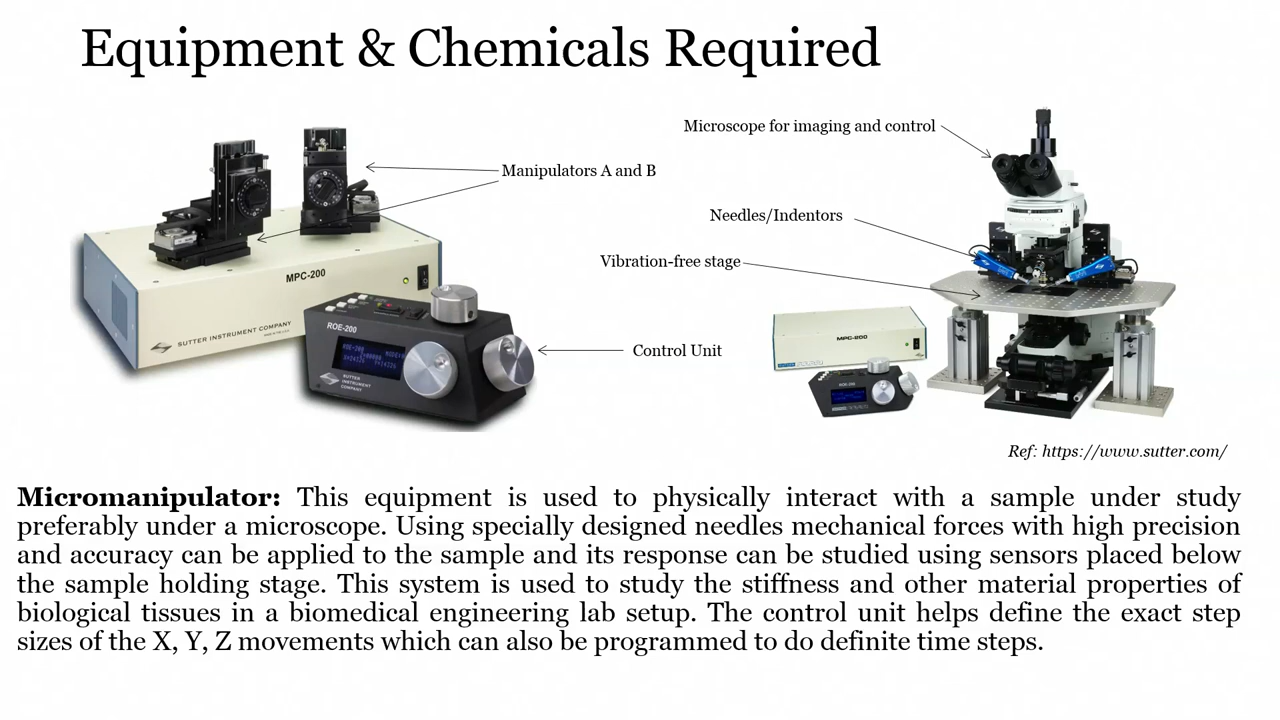 Equipment & Chemicals Required
Microscope for imaging and control
Manipulators A and B
Needles/Indentors
Vibration-free stage
MPC-200
SUTTER INSTRUMENT COMPANY
ROE-200
SUTTER
INSTRUMENT
COMPANY
Control Unit
MPC-200
ROE-200
Ref: https://www.sutter.com/
Micromanipulator: This equipment is used to physically interact with a sample under study
preferably under a microscope. Using specially designed needles mechanical forces with high precision
and accuracy can be applied to the sample and its response can be studied using sensors placed below
the sample holding stage. This system is used to study the stiffness and other material properties of
biological tissues in a biomedical engineering lab setup. The control unit helps define the exact step
sizes of the X, Y, Z movements which can also be programmed to do definite time steps.